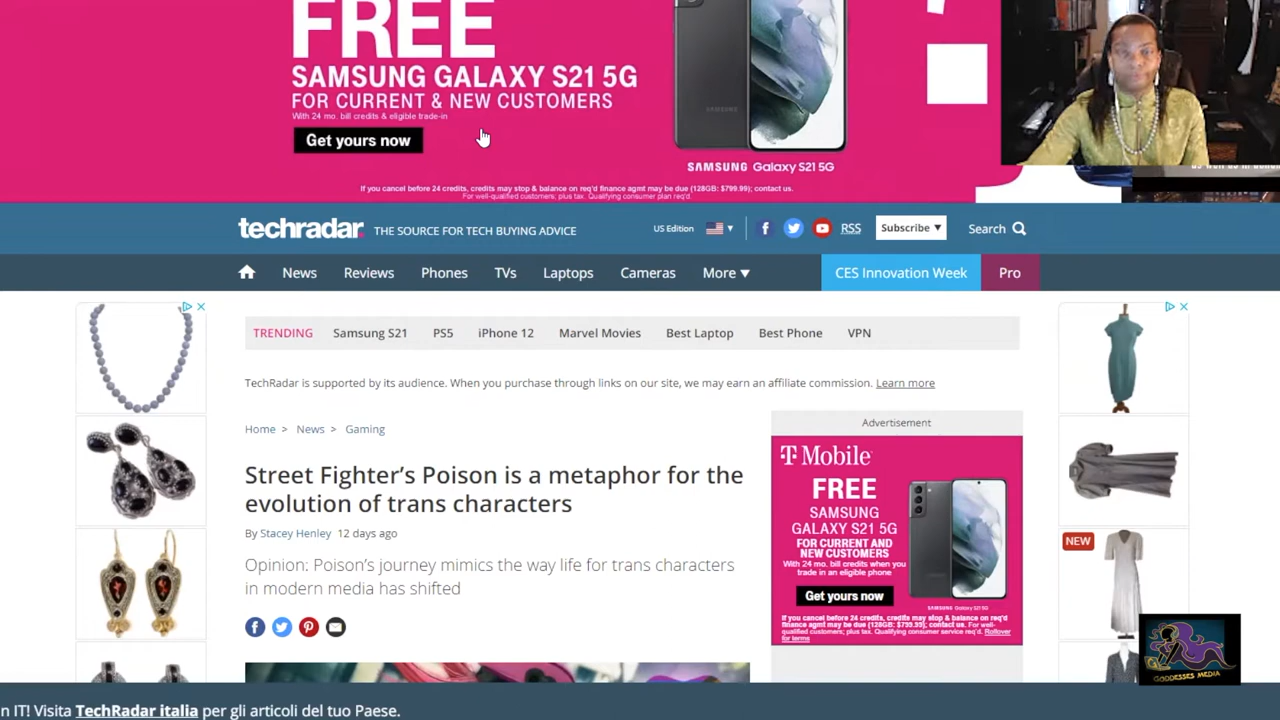 FREE
SAMSUNG GALAXY S21 5G
FOR CURRENT & NEW CUSTOMERS
With 24 mo. bill credits & eligible trade-in
Get yours now
SAMSUNG
SAMSUNG Galaxy S21 5G
If you cancel before 24 credits, credits may stop & balance on req'd finance agmt may be due (128GB: $799.99); contact us.
For well-qualified customers; plus tax. Qualifying consumer plan req'd.
techradar. THE SOURCE FOR TECH BUYING ADVICE
US Edition
RSS
Subscribe
Search
News Reviews Phones TVs Laptops Cameras More
CES Innovation Week Pro
TRENDING Samsung S21 PS5 iPhone 12 Marvel Movies Best Laptop Best Phone VPN
TechRadar is supported by its audience. When you purchase through links on our site, we may earn an affiliate commission. Learn more
Home > News > Gaming
Street Fighter's Poison is a metaphor for the
evolution of trans characters
By Stacey Henley 12 days ago
Opinion: Poison's journey mimics the way life for trans characters
in modern media has shifted
Advertisement
T Mobile
FREE
SAMSUNG
GALAXY S21 5G
FOR CURRENT AND
NEW CUSTOMERS
With 24 mo. bill credits when you
trade in an eligible phone
Get yours now
SAMSUNG Galaxy S21 5G
If you cancel before 24 credits, credits may stop & balance on req'd
finance agmt may be due (128GB: $799.99); contact us. For well-
qualified customers; plus tax. Qualifying consumer service req'd. Rollover
for terms
NEW
GODDESSES MEDIA
n IT! Visita TechRadar italia per gli articoli del tuo Paese.